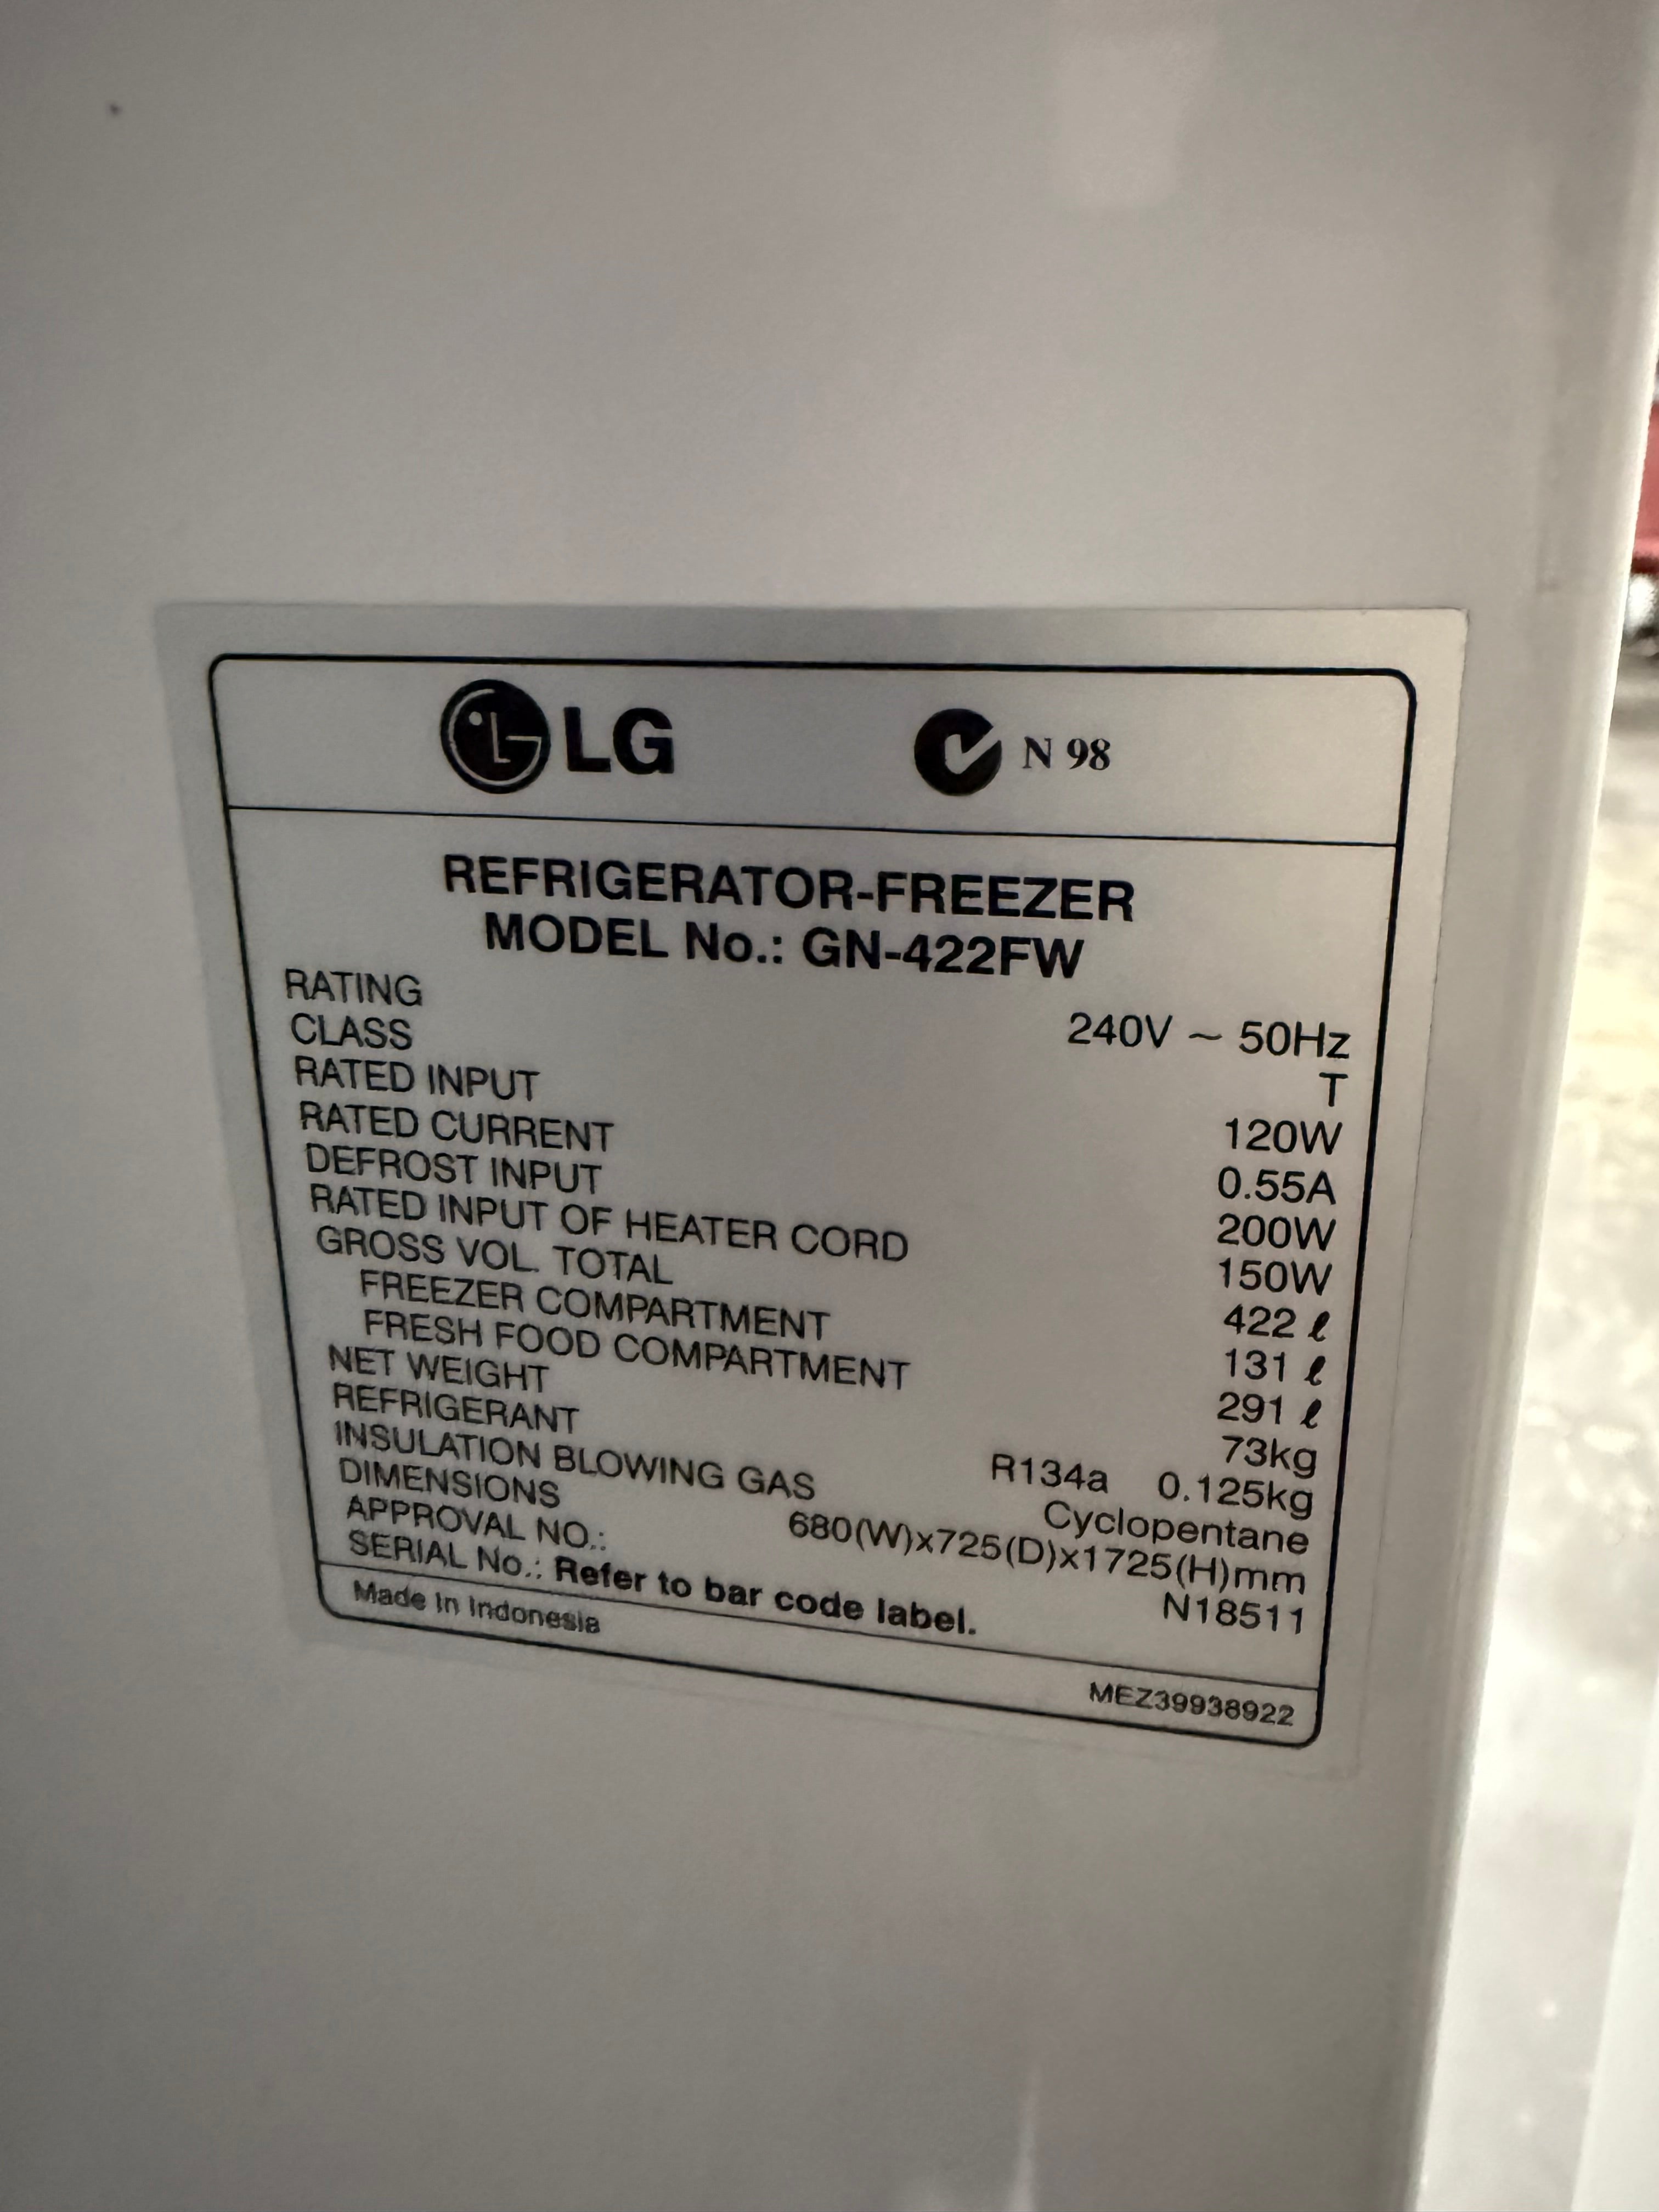 LG N 98
REFRIGERATOR-FREEZER
MODEL No.: GN-422FW
RATING 240V ~ 50Hz
CLASS T
RATED INPUT 120W
RATED CURRENT 0.55A
DEFROST INPUT 200W
RATED INPUT OF HEATER CORD 150W
GROSS VOL. TOTAL 422 ℓ
FREEZER COMPARTMENT 131 ℓ
FRESH FOOD COMPARTMENT 291 ℓ
NET WEIGHT 73kg
REFRIGERANT R134a 0.125kg
INSULATION BLOWING GAS Cyclopentane
DIMENSIONS 680(W)x725(D)x1725(H)mm
APPROVAL NO.: N18511
SERIAL No.: Refer to bar code label.
Made In Indonesia MEZ39938922